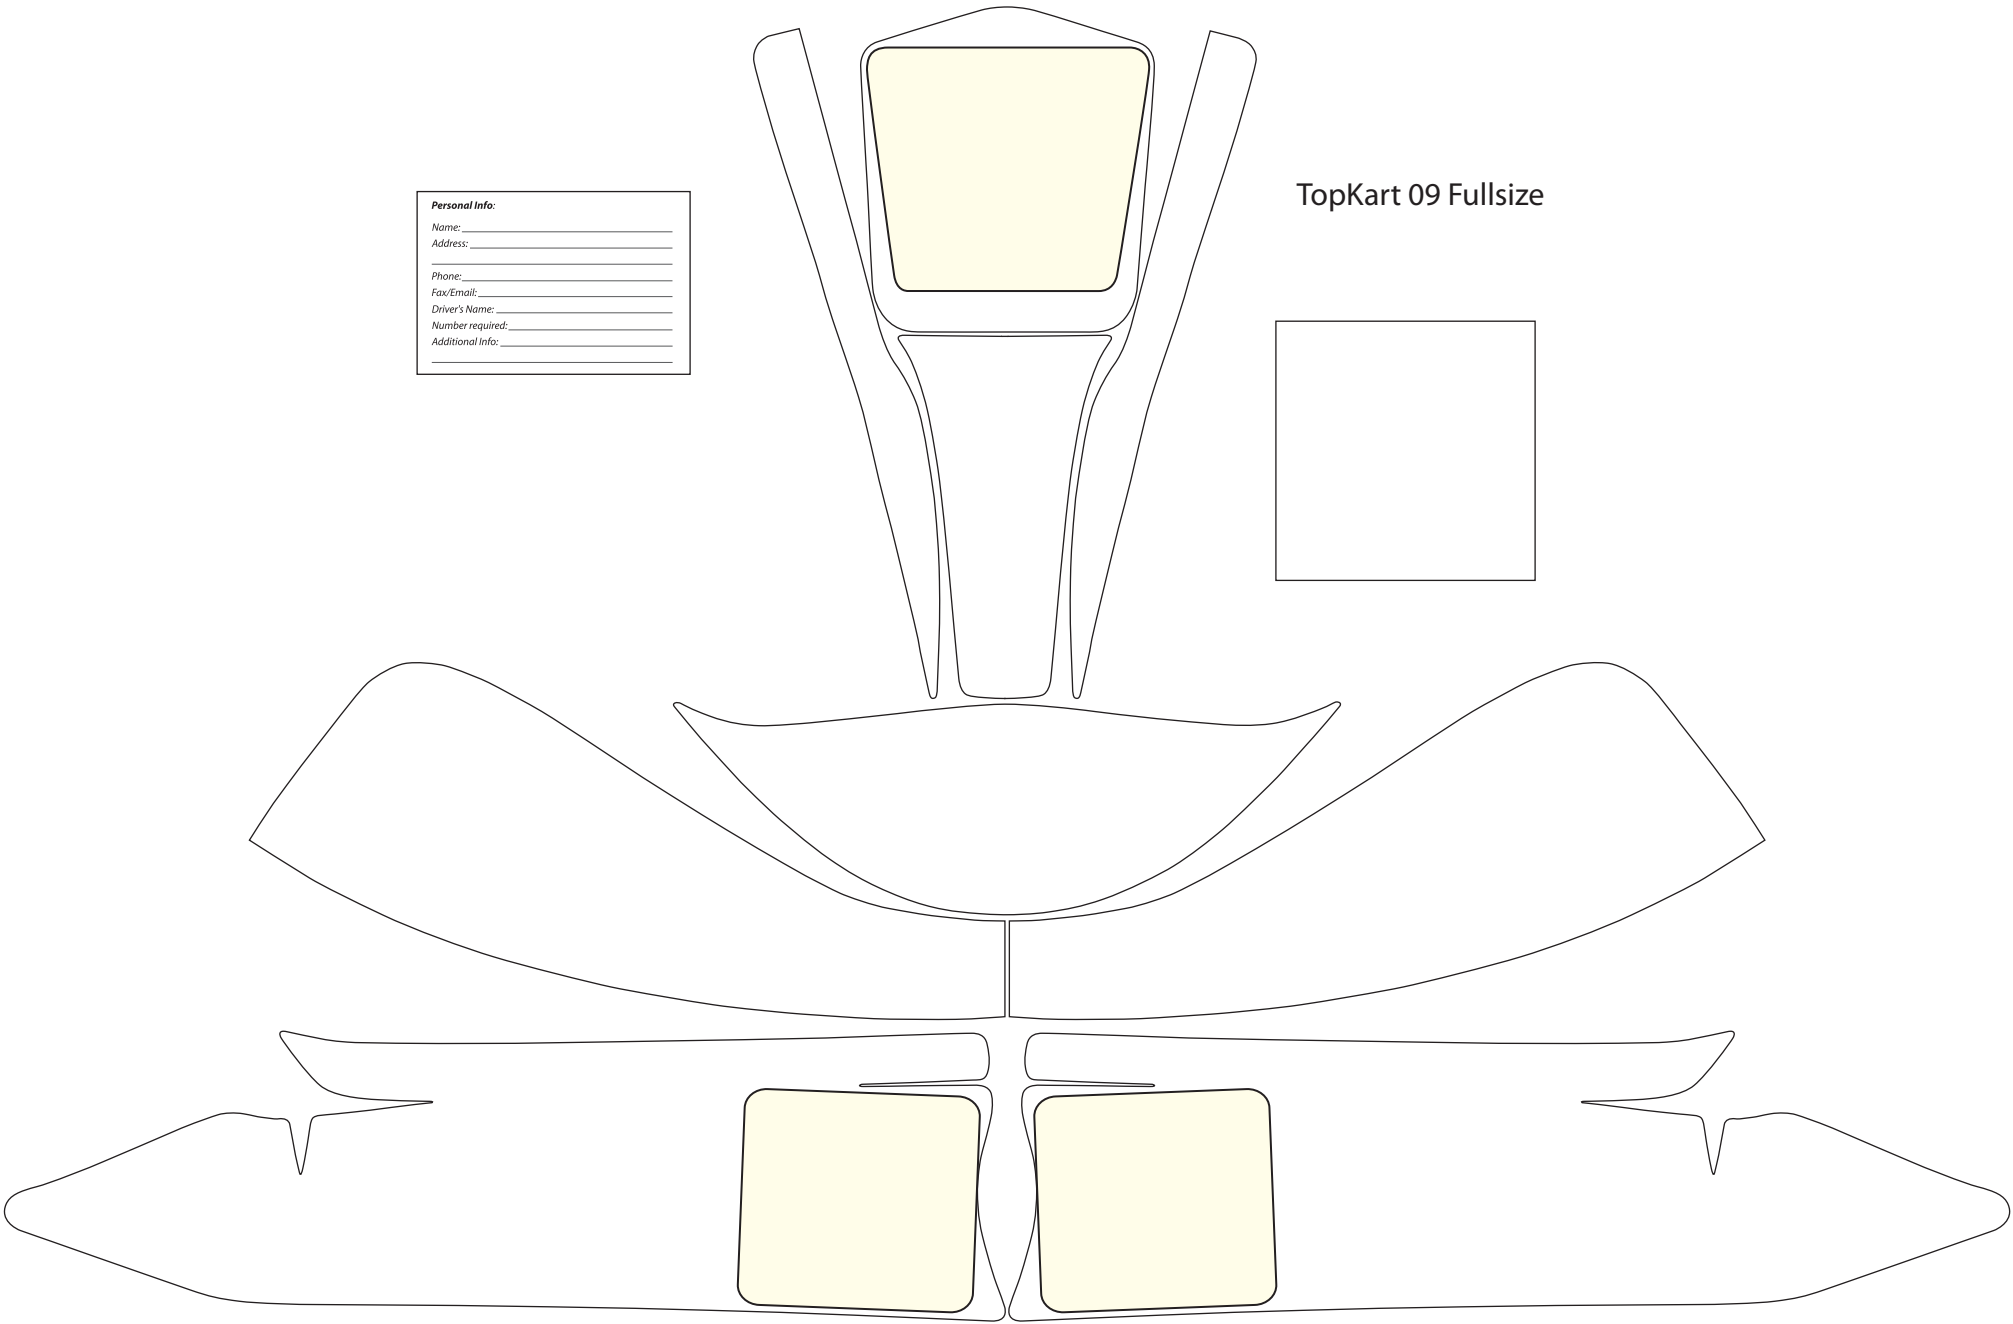 TopKart 09 Fullsize
Personal Info:
Name:
Address:
Phone:
Fax/Email:
Driver's Name:
Number required:
Additional Info: